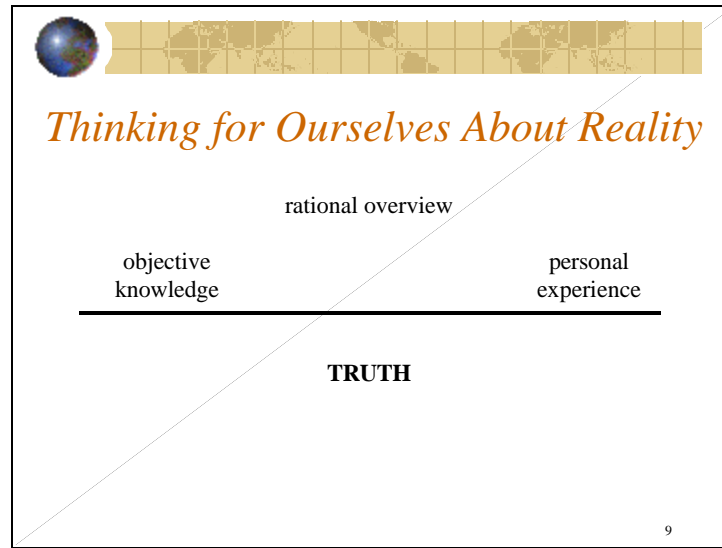 Thinking for Ourselves About Reality
rational overview
objective
knowledge
personal
experience
TRUTH
9